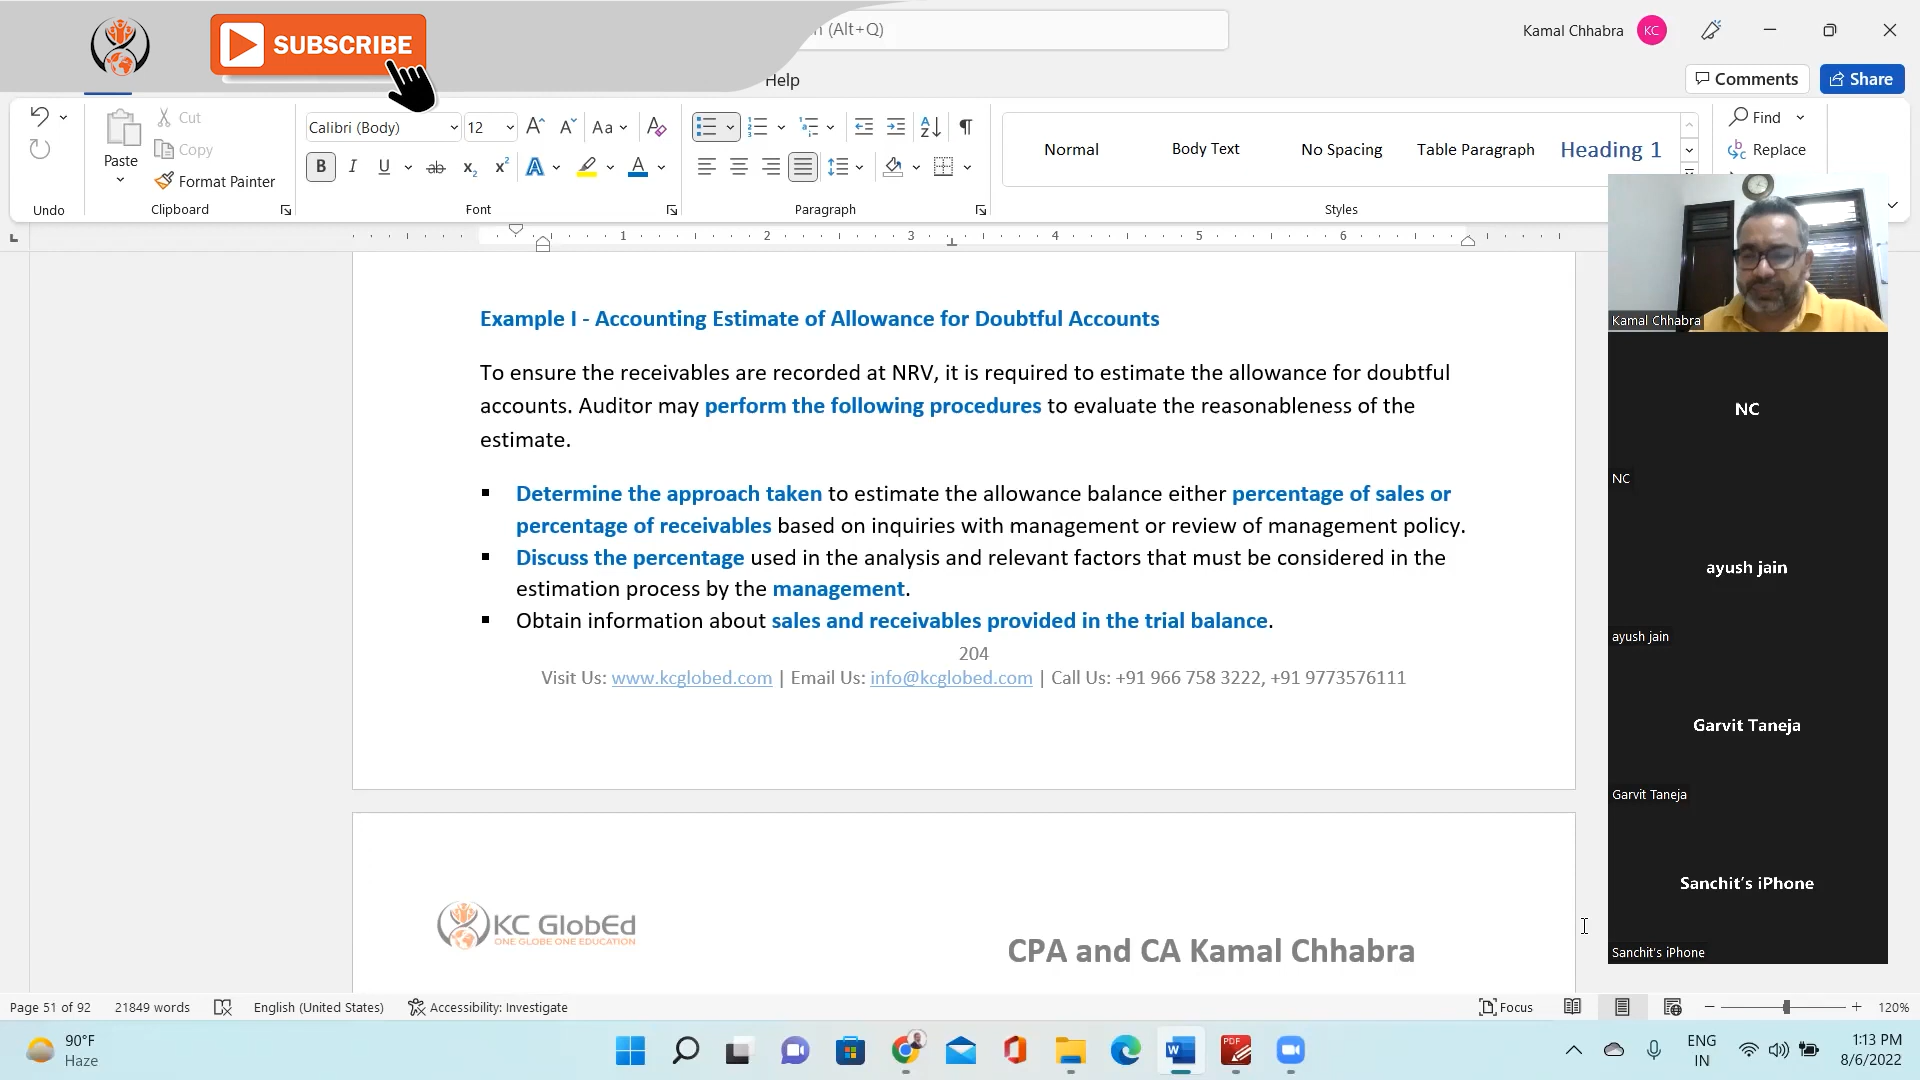 SUBSCRIBE
(Alt+Q)
Kamal Chhabra
KC
Help
Comments
Share
Paste
Cut
Copy
Format Painter
Calibri (Body)
12
Aa
Find
Replace
Normal
Body Text
No Spacing
Table Paragraph
Heading 1
Undo
Clipboard
Font
Paragraph
Styles
1 2 3 4 5 6
Example I - Accounting Estimate of Allowance for Doubtful Accounts
To ensure the receivables are recorded at NRV, it is required to estimate the allowance for doubtful
accounts. Auditor may perform the following procedures to evaluate the reasonableness of the
estimate.
▪ Determine the approach taken to estimate the allowance balance either percentage of sales or
percentage of receivables based on inquiries with management or review of management policy.
▪ Discuss the percentage used in the analysis and relevant factors that must be considered in the
estimation process by the management.
▪ Obtain information about sales and receivables provided in the trial balance.
204
Visit Us: www.kcglobed.com | Email Us: info@kcglobed.com | Call Us: +91 966 758 3222, +91 9773576111
KC GlobEd
ONE GLOBE ONE EDUCATION
CPA and CA Kamal Chhabra
Kamal Chhabra
NC
NC
ayush jain
ayush jain
Garvit Taneja
Garvit Taneja
Sanchit's iPhone
Sanchit's iPhone
Page 51 of 92
21849 words
English (United States)
Accessibility: Investigate
Focus
120%
90°F
Haze
ENG
IN
1:13 PM
8/6/2022